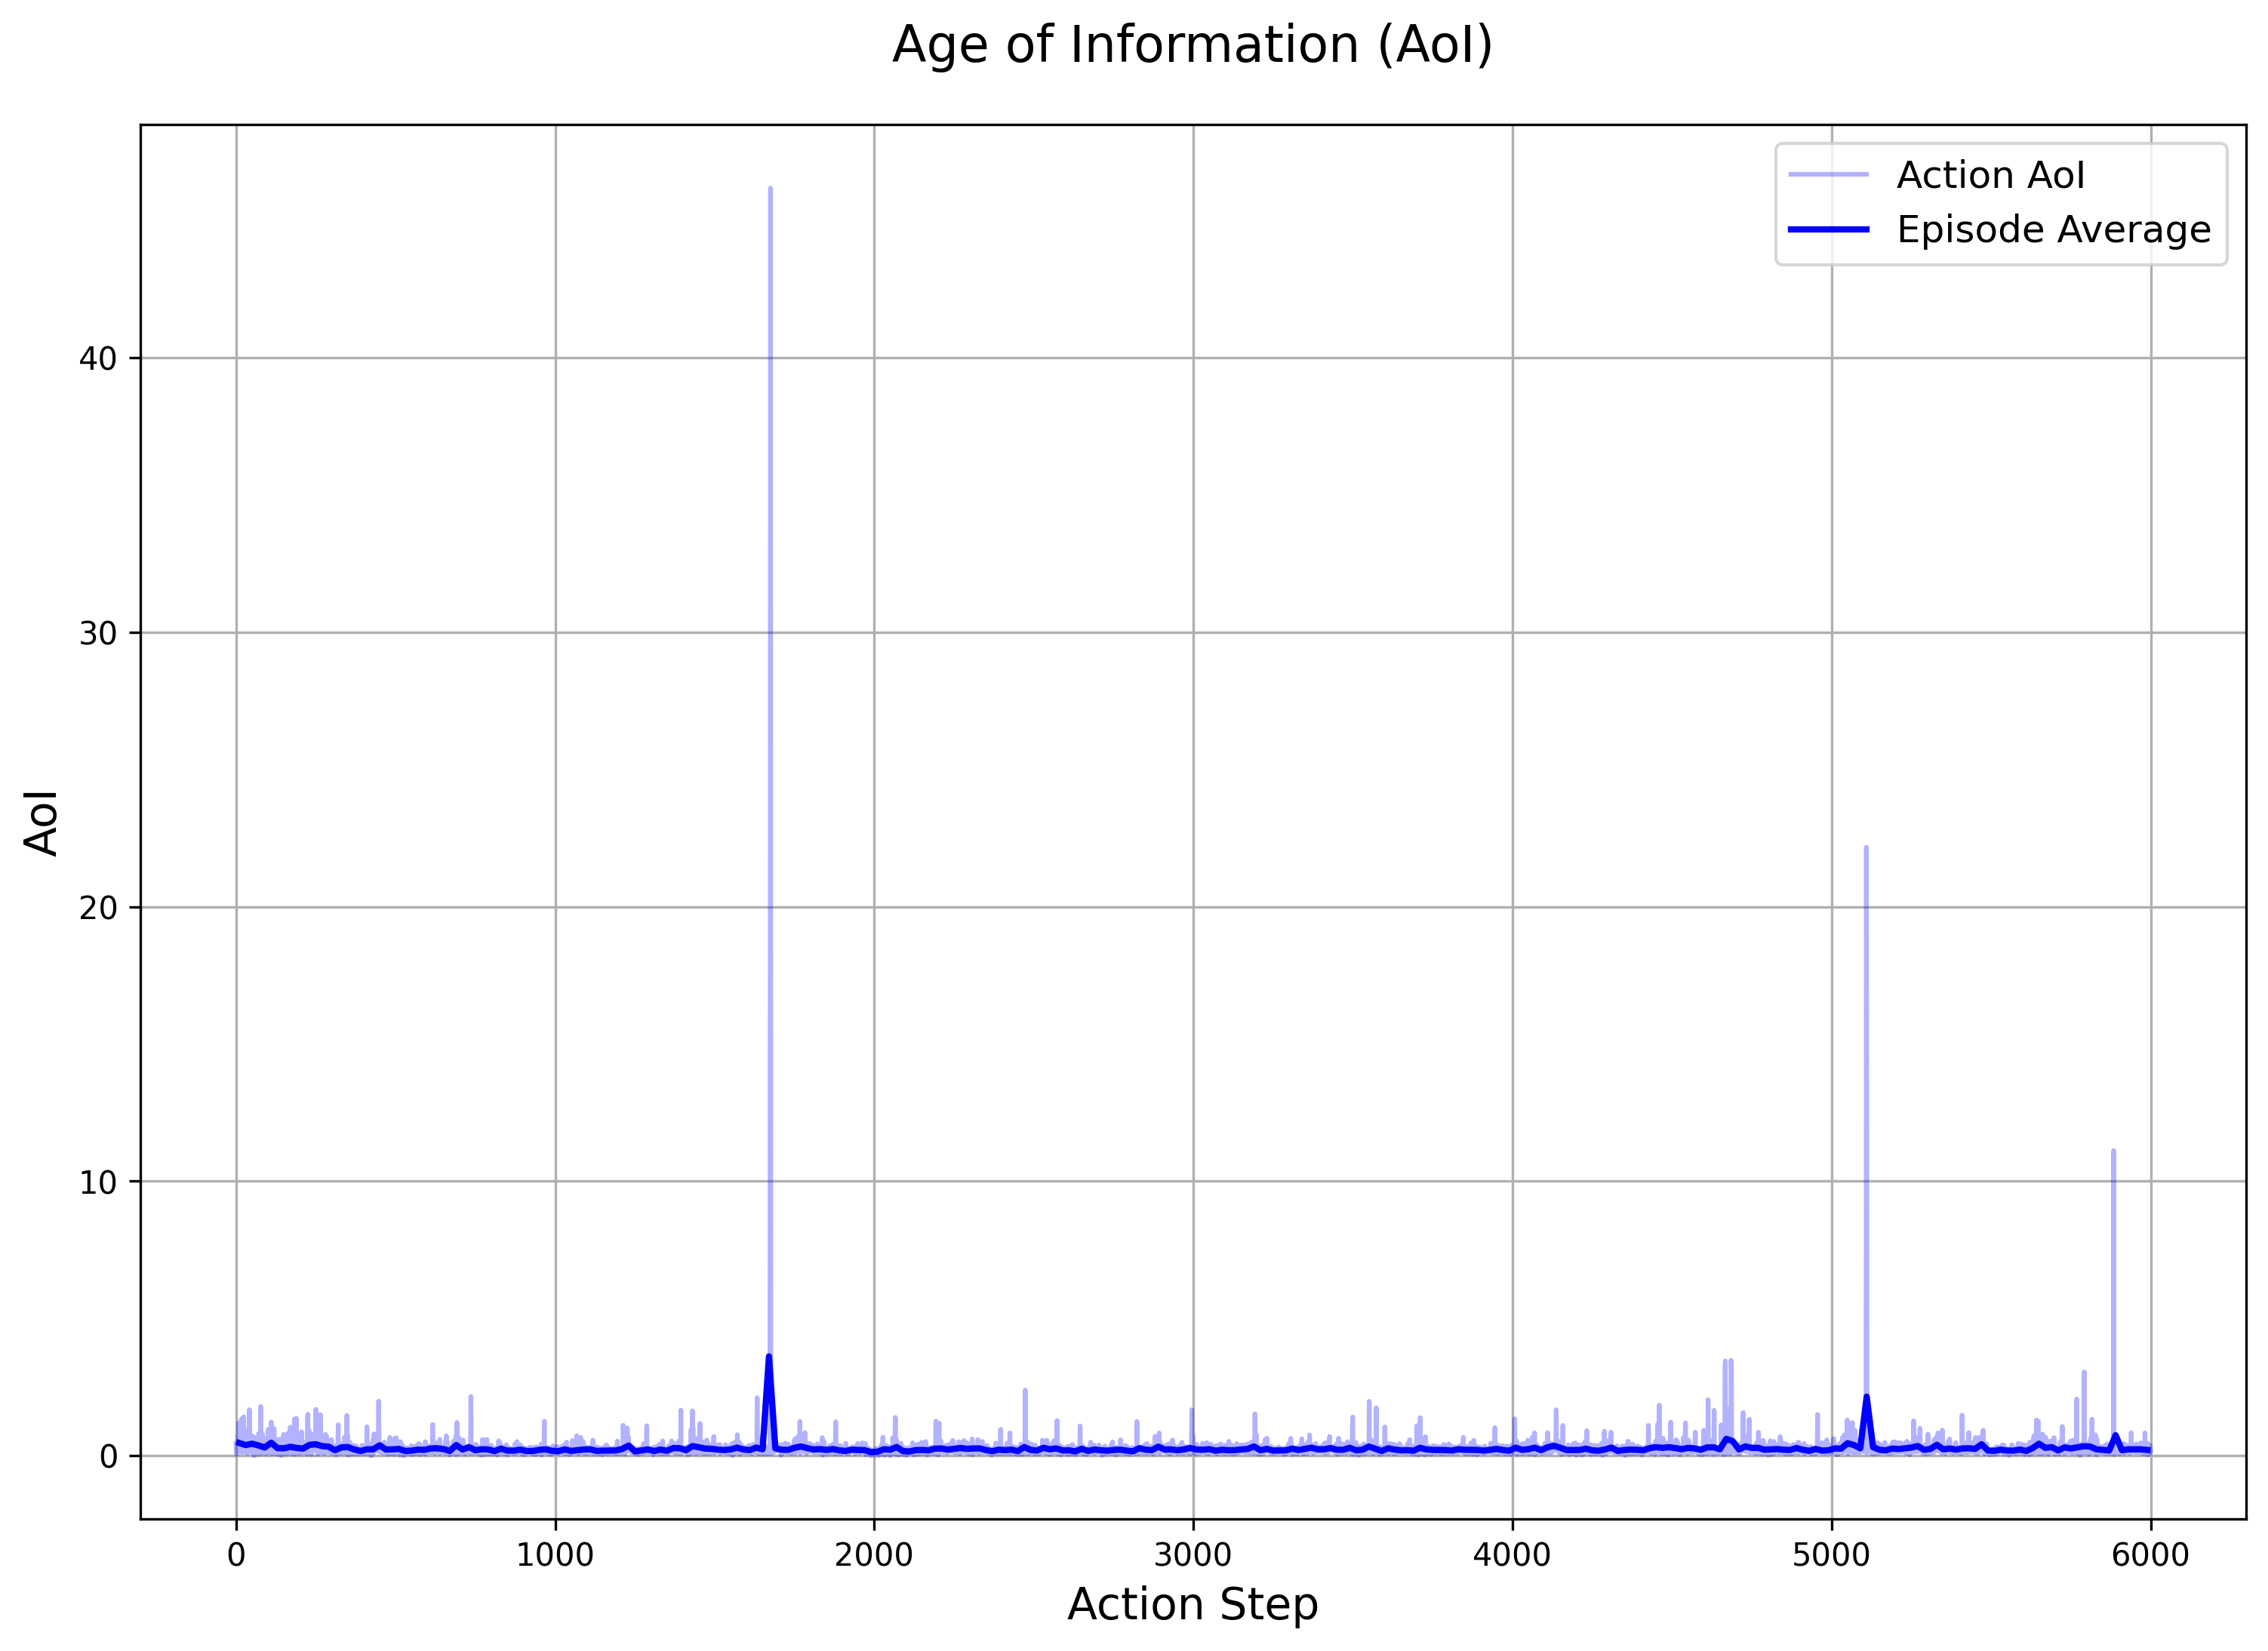 Age of Information (AoI)
Action AoI
Episode Average
40
30
20
10
0
AoI
0 1000 2000 3000 4000 5000 6000
Action Step